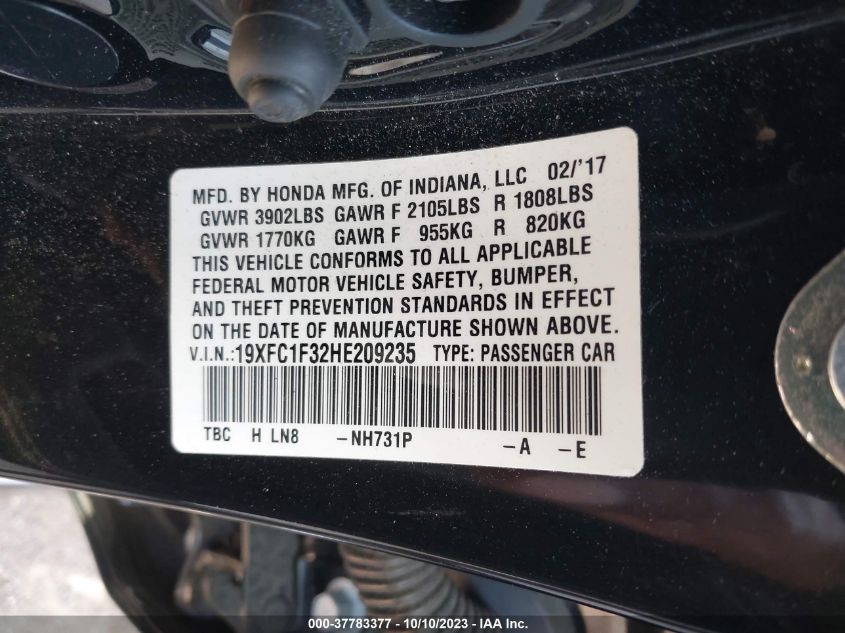 MFD. BY HONDA MFG. OF INDIANA, LLC 02/'17
GVWR 3902LBS GAWR F 2105LBS R 1808LBS
GVWR 1770KG GAWR F 955KG R 820KG
THIS VEHICLE CONFORMS TO ALL APPLICABLE
FEDERAL MOTOR VEHICLE SAFETY, BUMPER,
AND THEFT PREVENTION STANDARDS IN EFFECT
ON THE DATE OF MANUFACTURE SHOWN ABOVE.
V.I.N.:19XFC1F32HE209235 TYPE: PASSENGER CAR
TBC H LN8 –NH731P –A –E
000-37783377 - 10/10/2023 - IAA Inc.